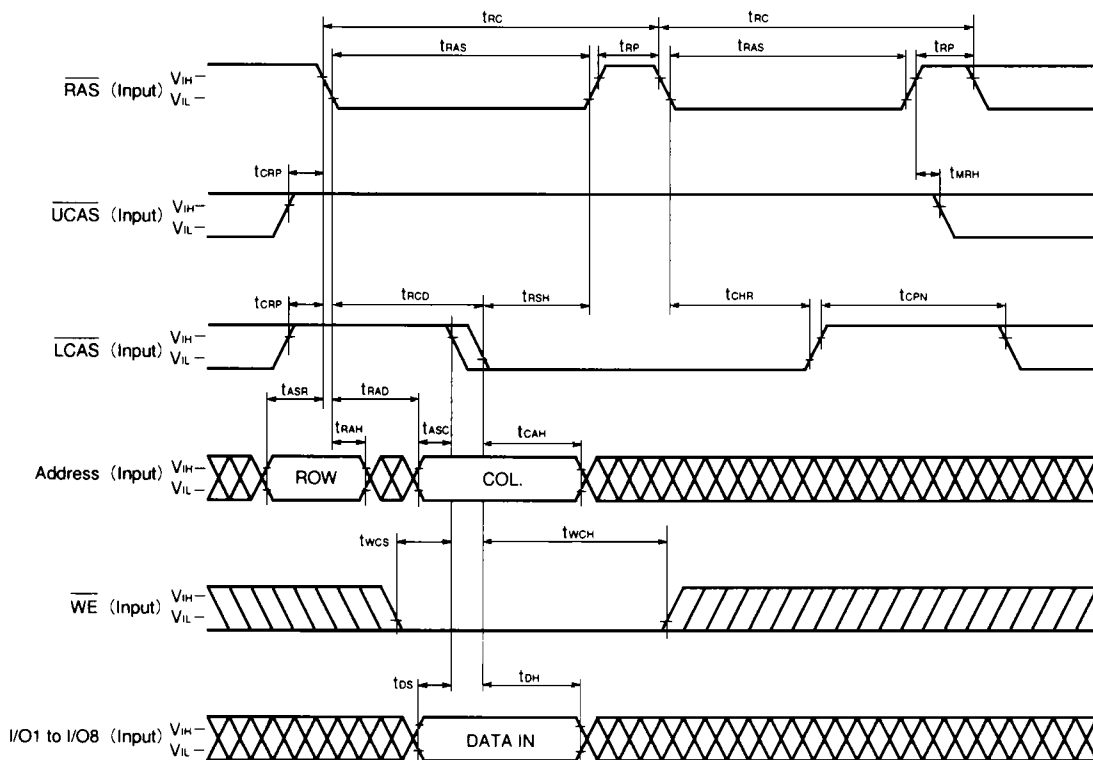 tRC tRC
tRAS tRP tRAS tRP
RAS (Input) VIH VIL
tCRP tMRH
UCAS (Input) VIH VIL
tCRP tRCD tRSH tCHR tCPN
LCAS (Input) VIH VIL
tASR tRAD
tRAH tASC tCAH
Address (Input) VIH VIL ROW COL.
tWCS tWCH
WE (Input) VIH VIL
tDS tDH
I/O1 to I/O8 (Input) VIH VIL DATA IN